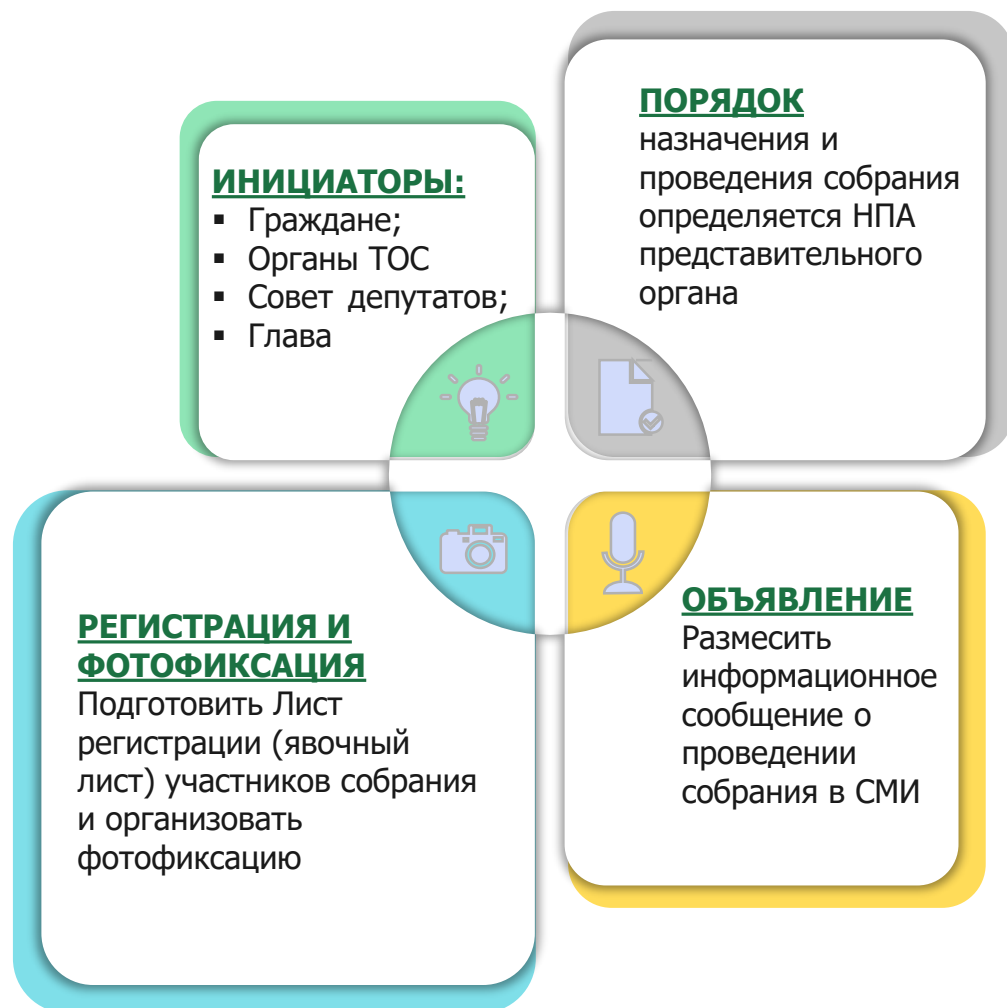 ИНИЦИАТОРЫ:
▪ Граждане;
▪ Органы ТОС
▪ Совет депутатов;
▪ Глава
ПОРЯДОК
назначения и
проведения собрания
определяется НПА
представительного
органа
РЕГИСТРАЦИЯ И
ФОТОФИКСАЦИЯ
Подготовить Лист
регистрации (явочный
лист) участников собрания
и организовать
фотофиксацию
ОБЪЯВЛЕНИЕ
Размесить
информационное
сообщение о
проведении
собрания в СМИ